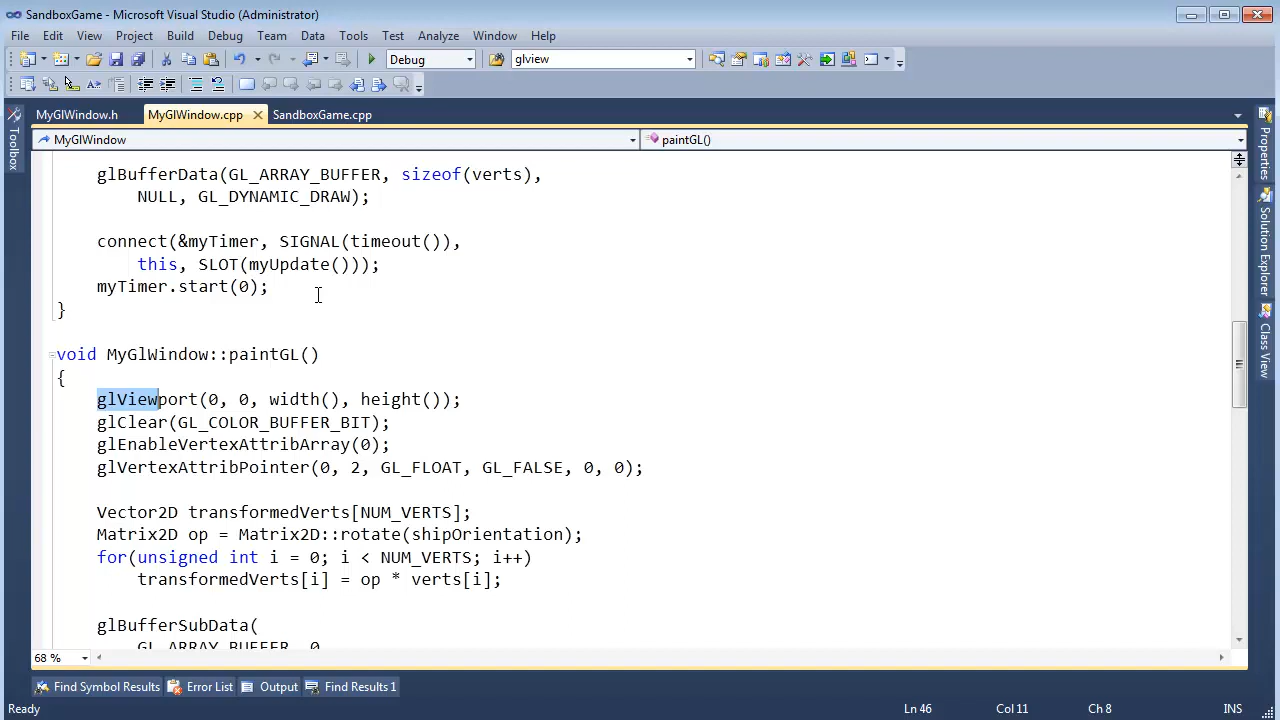 SandboxGame - Microsoft Visual Studio (Administrator)
File Edit View Project Build Debug Team Data Tools Test Analyze Window Help
Debug glview
MyGlWindow.h MyGlWindow.cpp SandboxGame.cpp
MyGlWindow paintGL()
Toolbox
Properties
Solution Explorer
Class View
glBufferData(GL_ARRAY_BUFFER, sizeof(verts),
NULL, GL_DYNAMIC_DRAW);
connect(&myTimer, SIGNAL(timeout()),
this, SLOT(myUpdate()));
myTimer.start(0);
}
void MyGlWindow::paintGL()
{
glViewport(0, 0, width(), height());
glClear(GL_COLOR_BUFFER_BIT);
glEnableVertexAttribArray(0);
glVertexAttribPointer(0, 2, GL_FLOAT, GL_FALSE, 0, 0);
Vector2D transformedVerts[NUM_VERTS];
Matrix2D op = Matrix2D::rotate(shipOrientation);
for(unsigned int i = 0; i < NUM_VERTS; i++)
transformedVerts[i] = op * verts[i];
glBufferSubData(
GL_ARRAY_BUFFER, 0,
68 %
Find Symbol Results Error List Output Find Results 1
Ready Ln 46 Col 11 Ch 8 INS